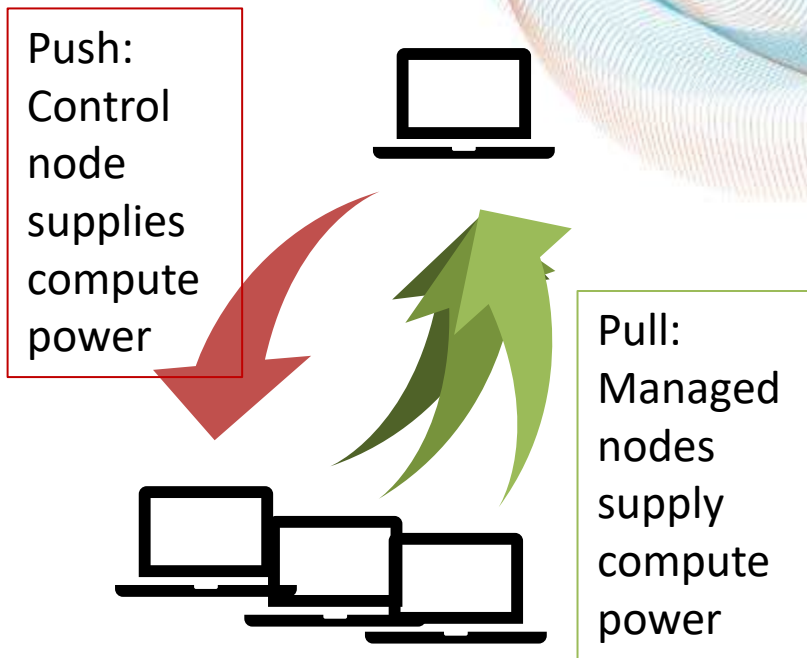 Push:
Control
node
supplies
compute
power
Pull:
Managed
nodes
supply
compute
power